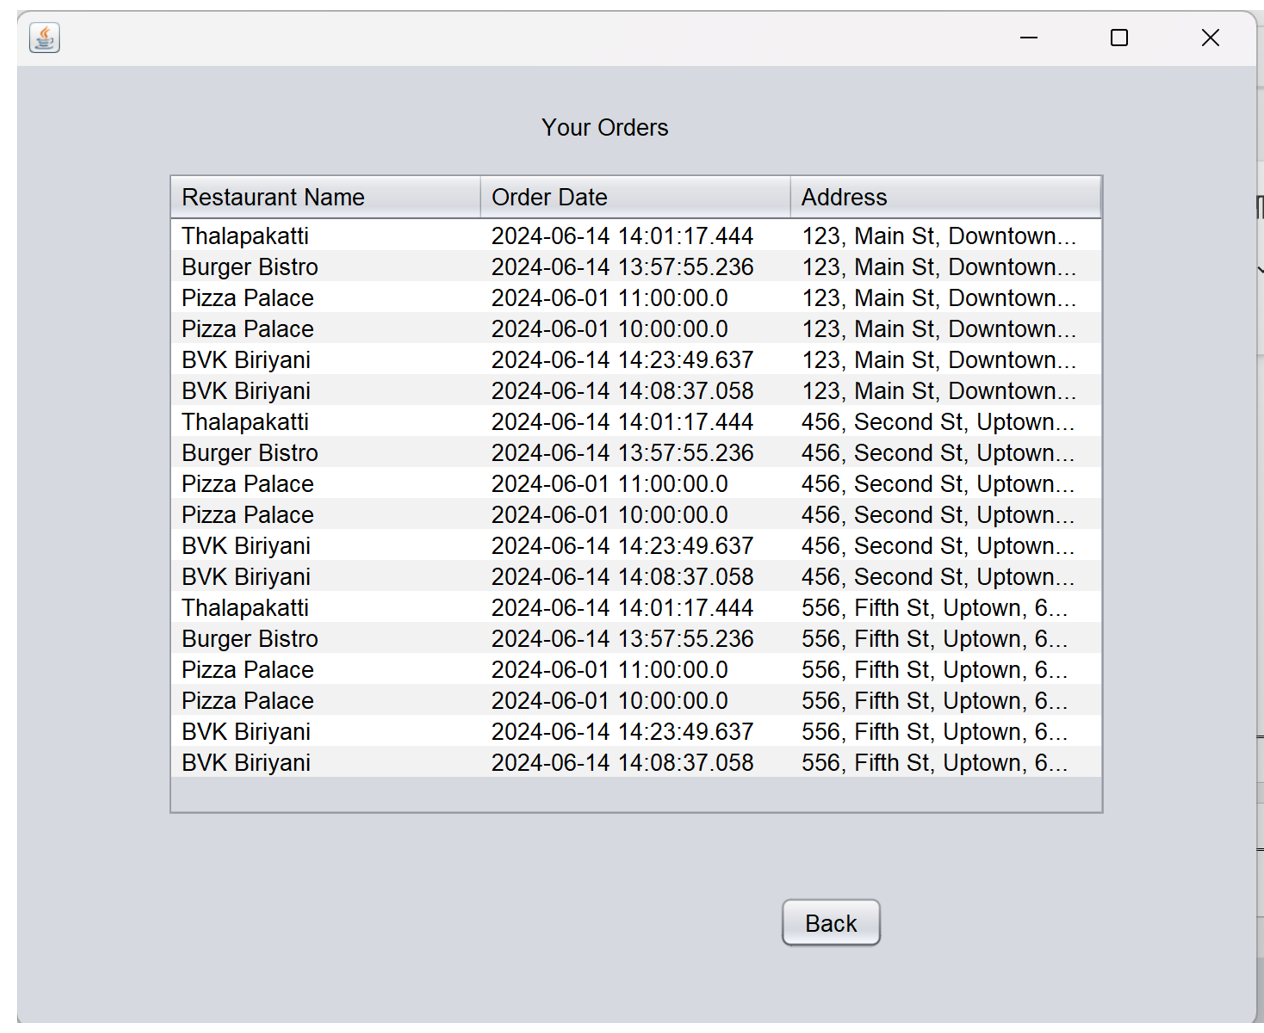 Your Orders
Restaurant Name Order Date Address
Thalapakatti 2024-06-14 14:01:17.444 123, Main St, Downtown...
Burger Bistro 2024-06-14 13:57:55.236 123, Main St, Downtown...
Pizza Palace 2024-06-01 11:00:00.0 123, Main St, Downtown...
Pizza Palace 2024-06-01 10:00:00.0 123, Main St, Downtown...
BVK Biriyani 2024-06-14 14:23:49.637 123, Main St, Downtown...
BVK Biriyani 2024-06-14 14:08:37.058 123, Main St, Downtown...
Thalapakatti 2024-06-14 14:01:17.444 456, Second St, Uptown...
Burger Bistro 2024-06-14 13:57:55.236 456, Second St, Uptown...
Pizza Palace 2024-06-01 11:00:00.0 456, Second St, Uptown...
Pizza Palace 2024-06-01 10:00:00.0 456, Second St, Uptown...
BVK Biriyani 2024-06-14 14:23:49.637 456, Second St, Uptown...
BVK Biriyani 2024-06-14 14:08:37.058 456, Second St, Uptown...
Thalapakatti 2024-06-14 14:01:17.444 556, Fifth St, Uptown, 6...
Burger Bistro 2024-06-14 13:57:55.236 556, Fifth St, Uptown, 6...
Pizza Palace 2024-06-01 11:00:00.0 556, Fifth St, Uptown, 6...
Pizza Palace 2024-06-01 10:00:00.0 556, Fifth St, Uptown, 6...
BVK Biriyani 2024-06-14 14:23:49.637 556, Fifth St, Uptown, 6...
BVK Biriyani 2024-06-14 14:08:37.058 556, Fifth St, Uptown, 6...
Back